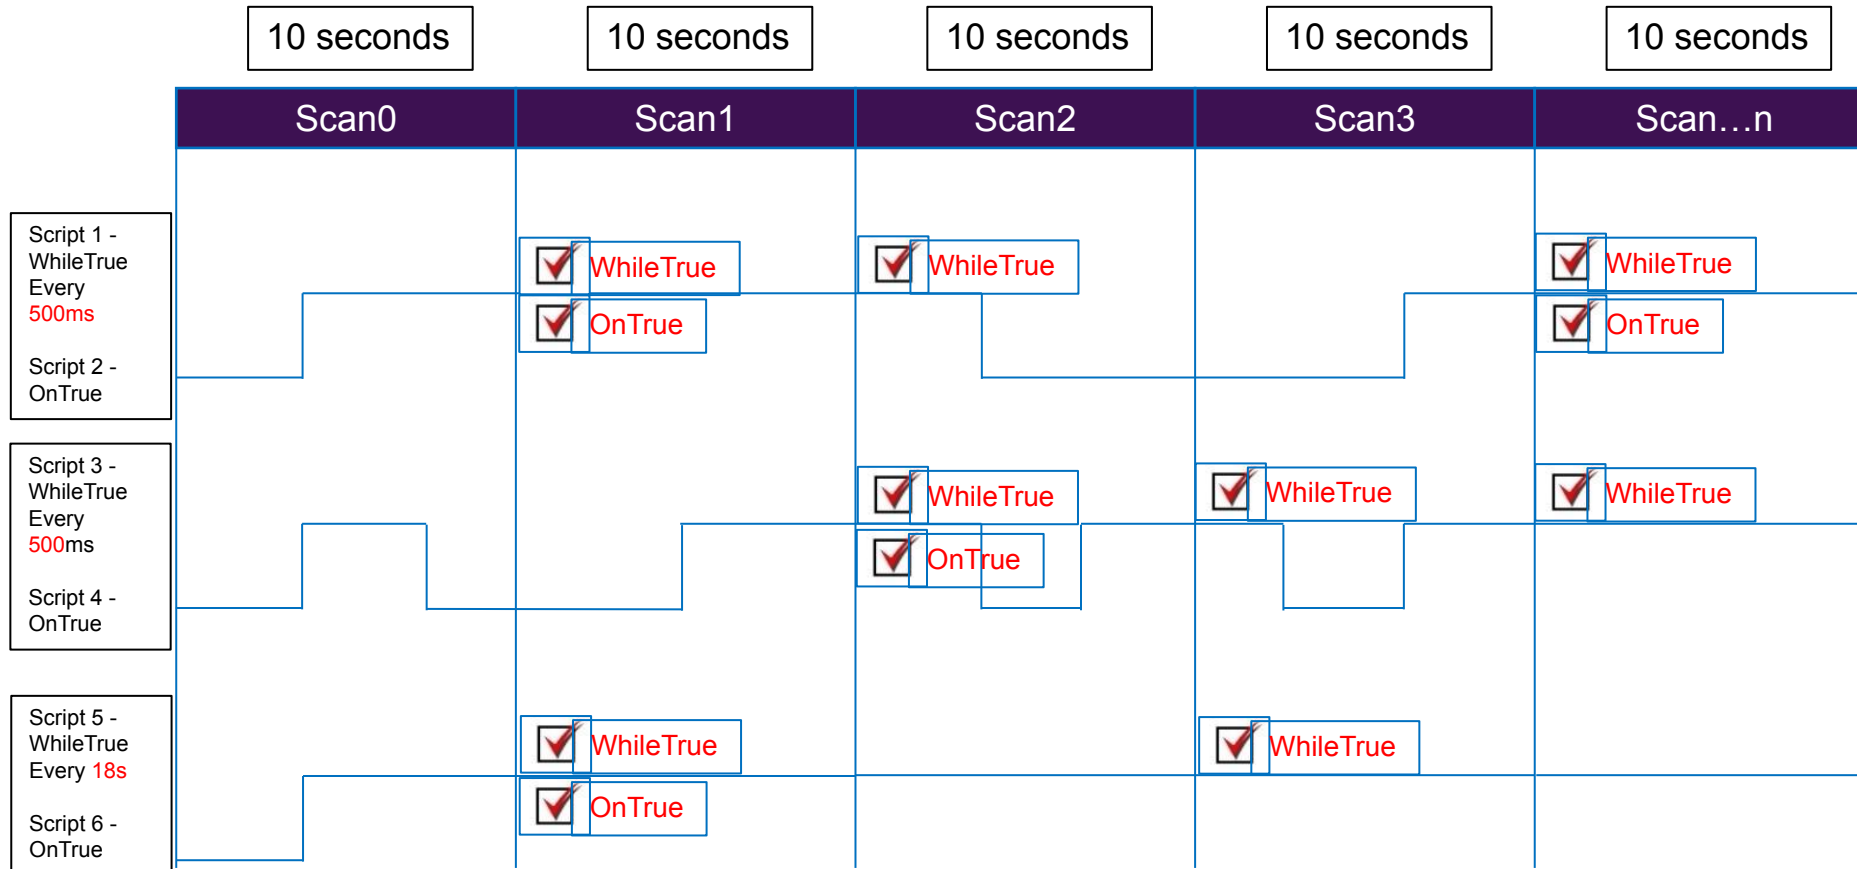 10 seconds
10 seconds
10 seconds
10 seconds
10 seconds
Scan0
Scan1
Scan2
Scan3
Scan...n
Script 1 -
WhileTrue
Every
500ms
Script 2 -
OnTrue
WhileTrue
OnTrue
WhileTrue
WhileTrue
OnTrue
Script 3 -
WhileTrue
Every
500ms
Script 4 -
OnTrue
WhileTrue
OnTrue
WhileTrue
WhileTrue
Script 5 -
WhileTrue
Every 18s
Script 6 -
OnTrue
WhileTrue
OnTrue
WhileTrue